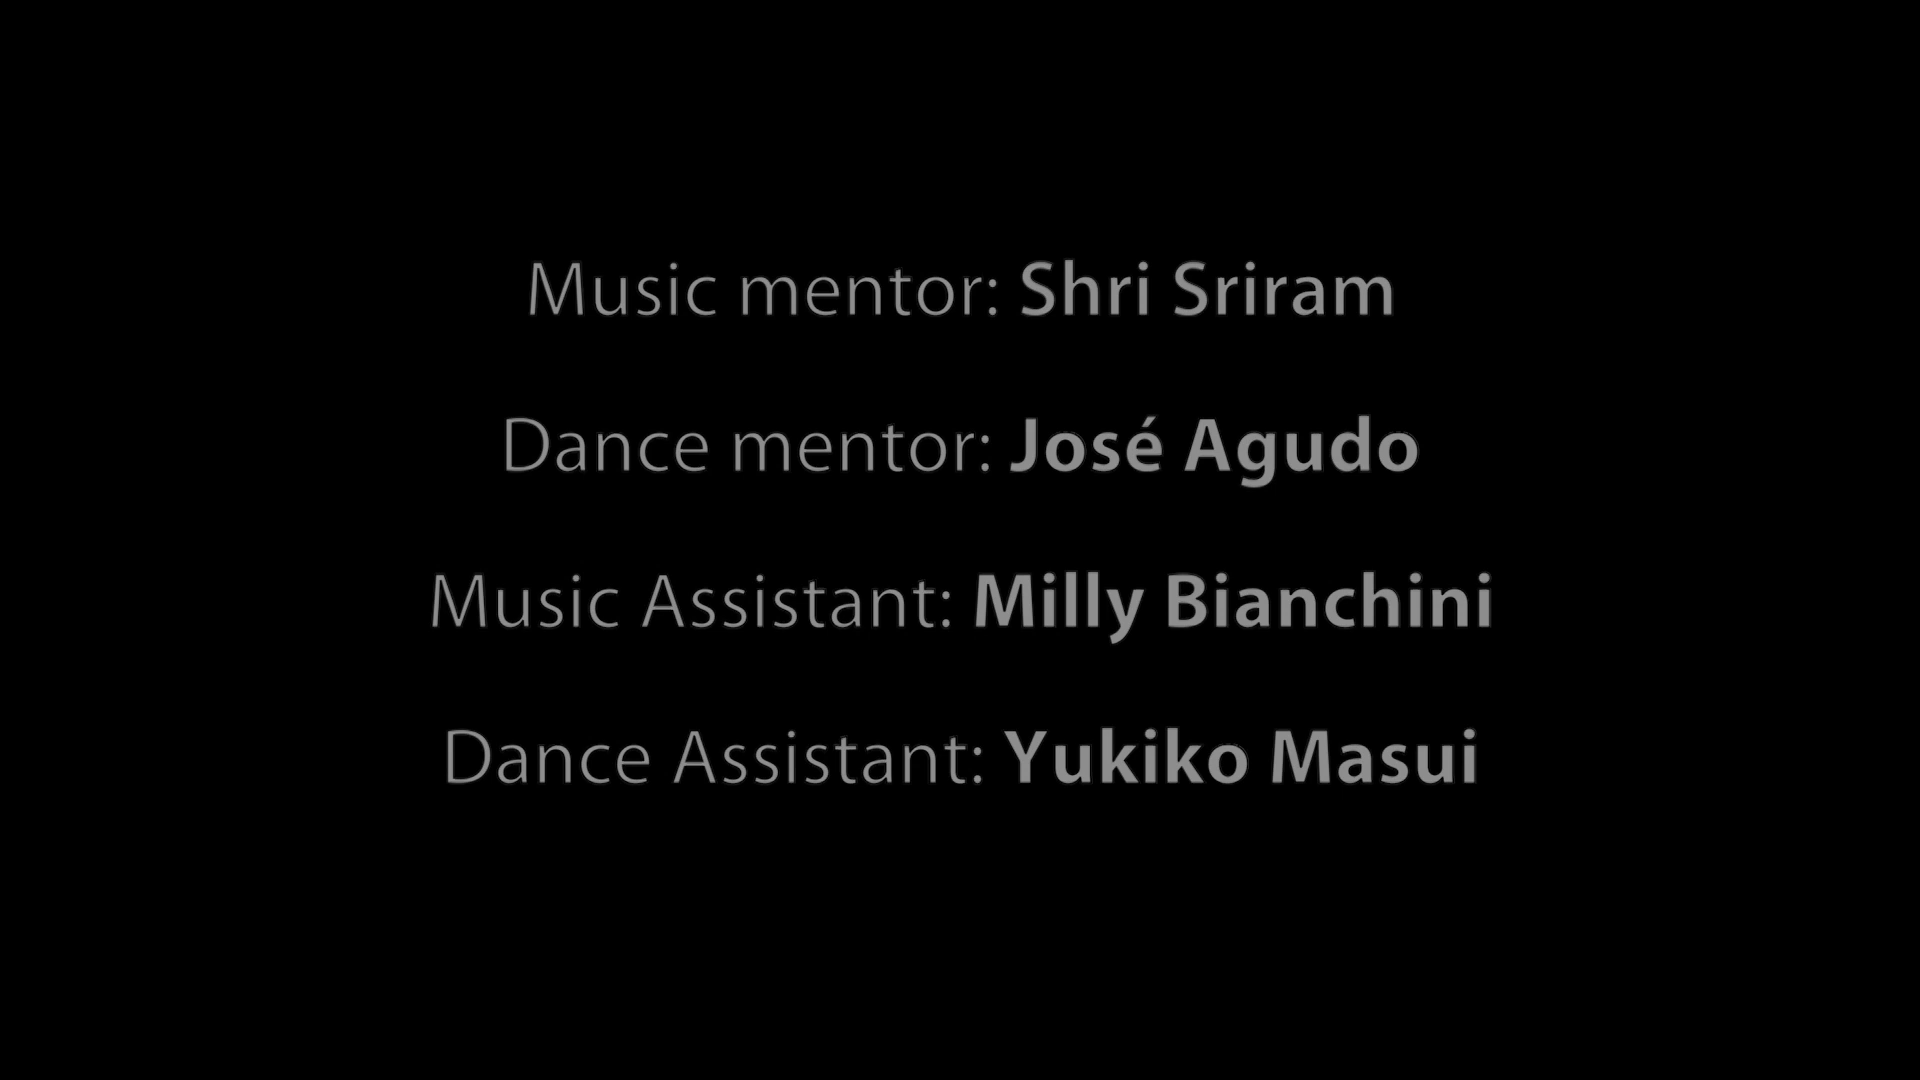 Music mentor: Shri Sriram
Dance mentor: José Agudo
Music Assistant: Milly Bianchini
Dance Assistant: Yukiko Masui